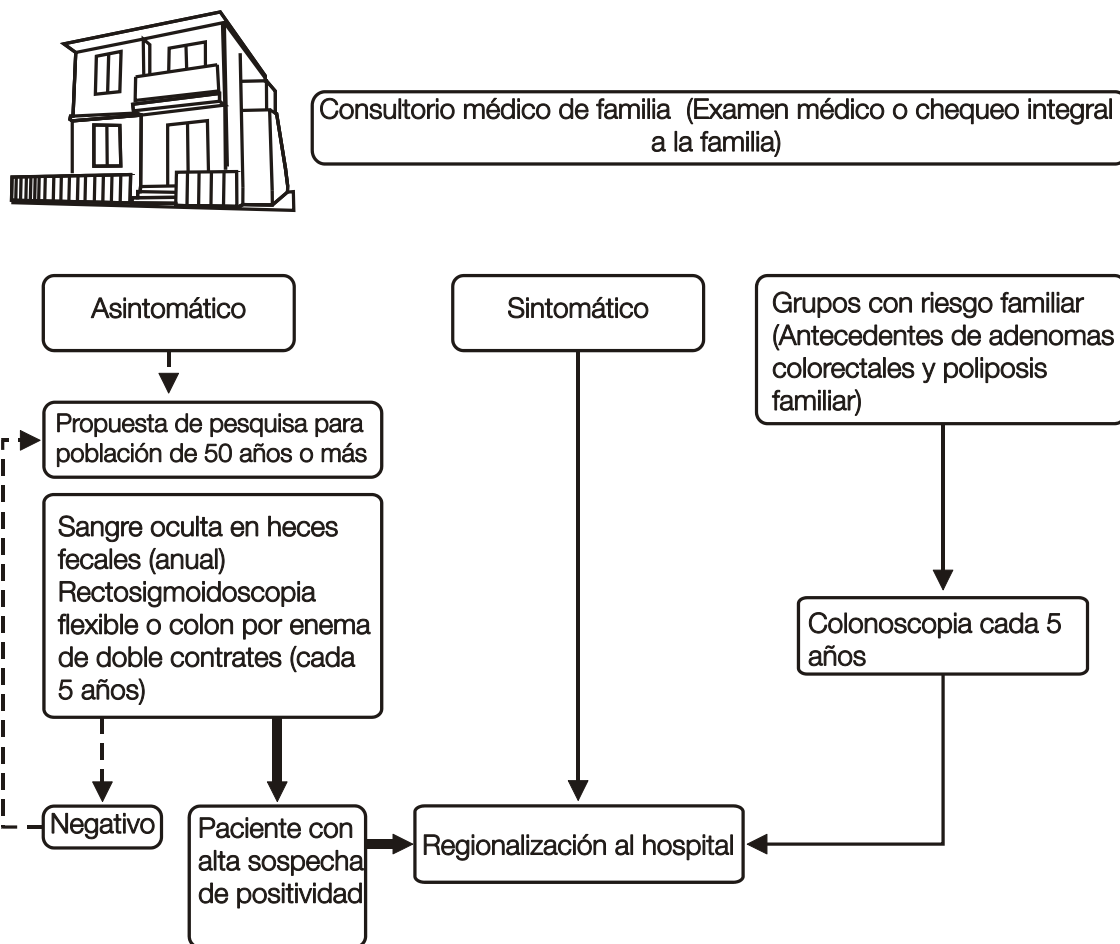 Consultorio médico de familia (Examen médico o chequeo integral
a la familia)
Asintomático
Sintomático
Grupos con riesgo familiar
(Antecedentes de adenomas
colorectales y poliposis
familiar)
Propuesta de pesquisa para
población de 50 años o más
Sangre oculta en heces
fecales (anual)
Rectosigmoidoscopia
flexible o colon por enema
de doble contrates (cada
5 años)
Colonoscopia cada 5
años
Negativo
Paciente con
alta sospecha
de positividad
Regionalización al hospital